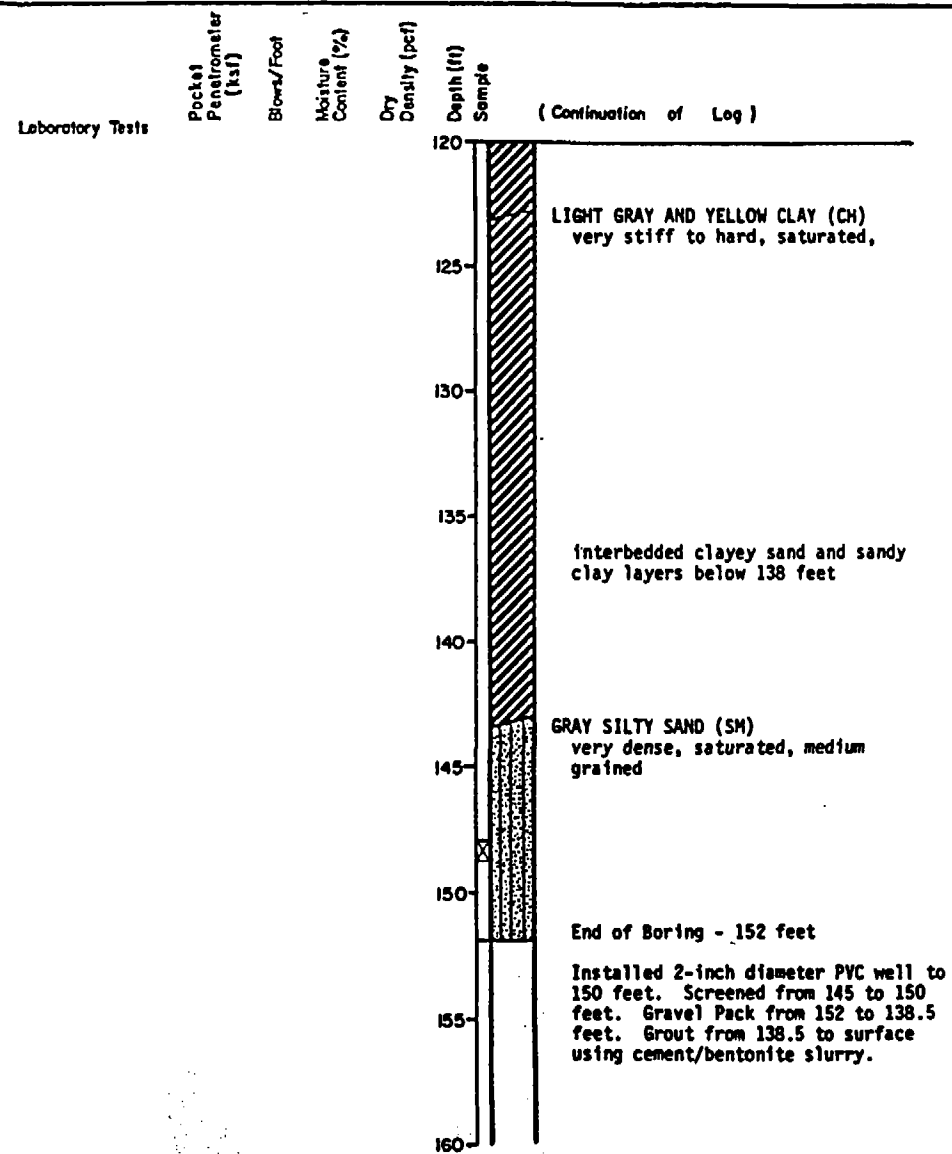 Laboratory Tests
Pocket
Penetrometer
(ksf)
Blows/Foot
Moisture
Content (%)
Dry
Density (pcf)
Depth (ft)
Sample
(Continuation of Log)
120
LIGHT GRAY AND YELLOW CLAY (CH)
very stiff to hard, saturated,
125
130
135
interbedded clayey sand and sandy
clay layers below 138 feet
140
GRAY SILTY SAND (SM)
very dense, saturated, medium
grained
145
150
End of Boring - 152 feet
Installed 2-inch diameter PVC well to
150 feet. Screened from 145 to 150
feet. Gravel Pack from 152 to 138.5
feet. Grout from 138.5 to surface
using cement/bentonite slurry.
155
160